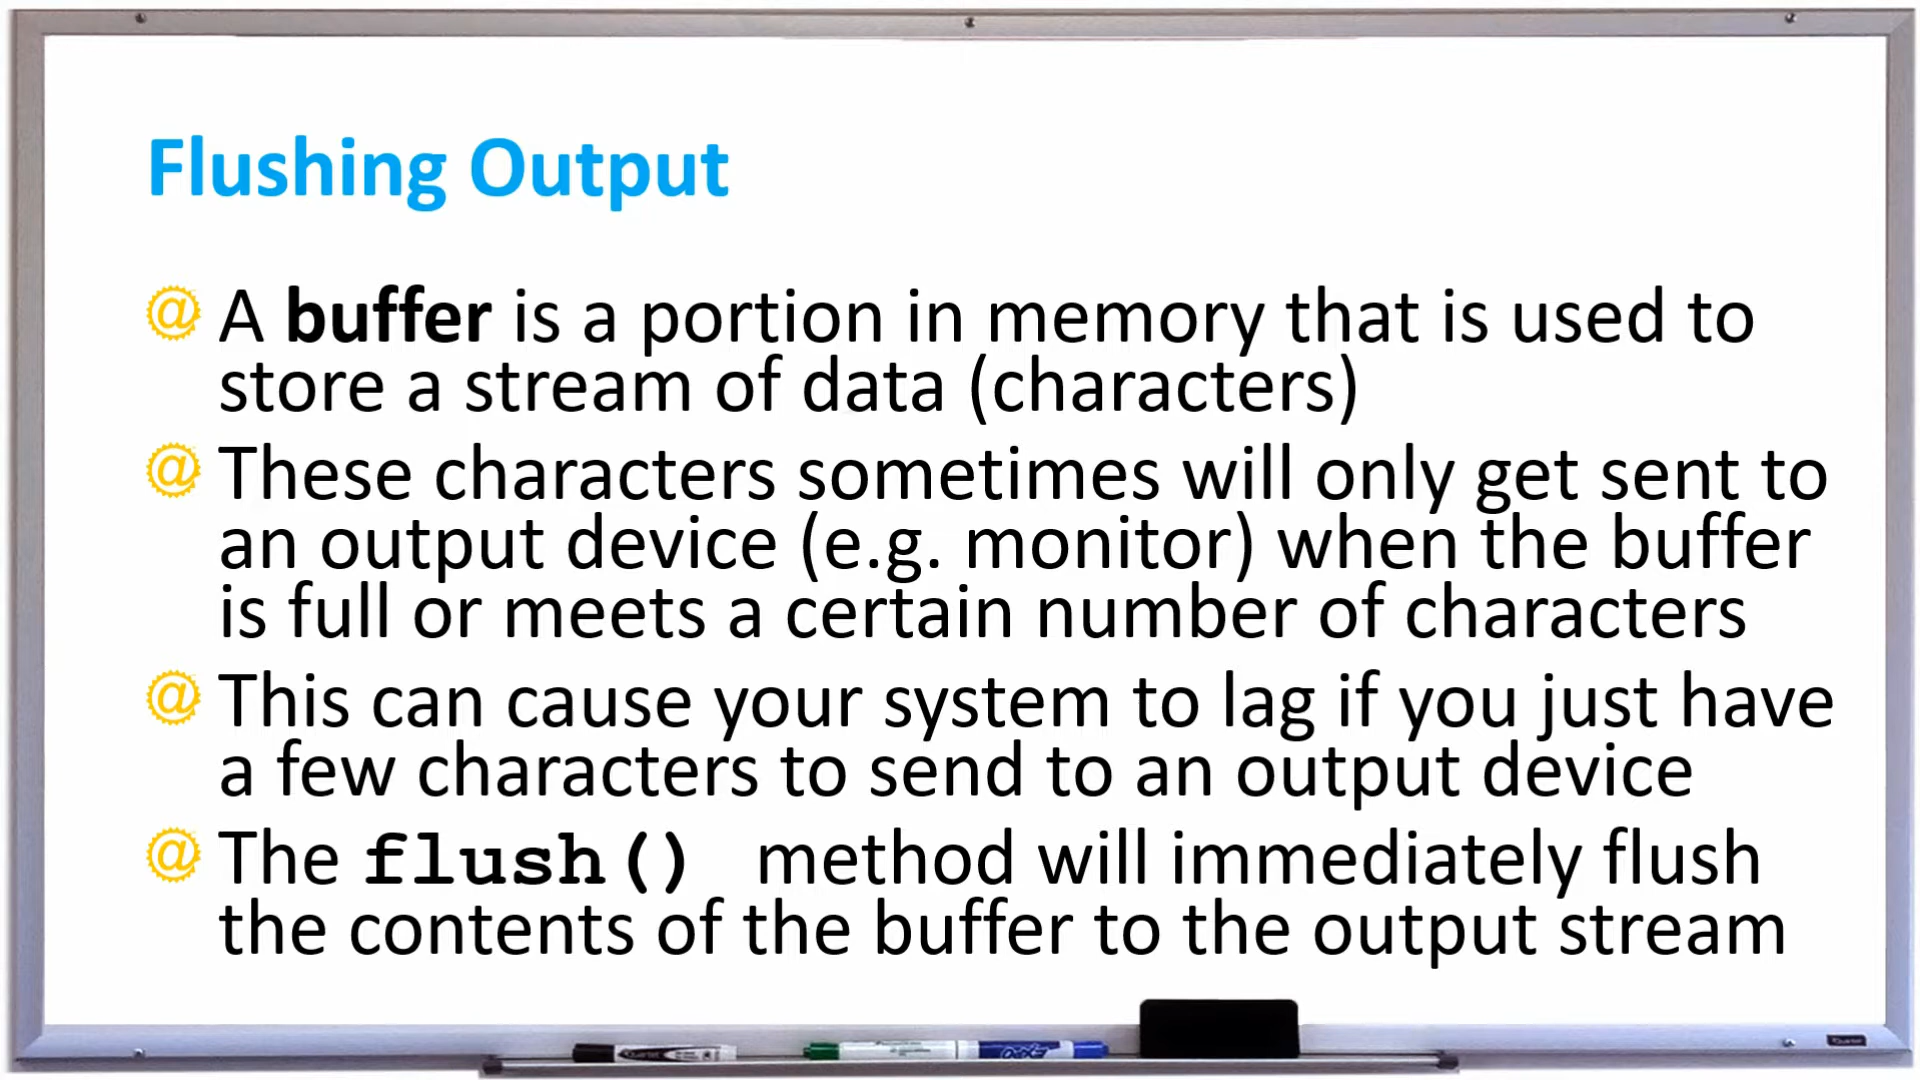 Flushing Output
@ A buffer is a portion in memory that is used to
store a stream of data (characters)
@ These characters sometimes will only get sent to
an output device (e.g. monitor) when the buffer
is full or meets a certain number of characters
@ This can cause your system to lag if you just have
a few characters to send to an output device
@ The flush() method will immediately flush
the contents of the buffer to the output stream